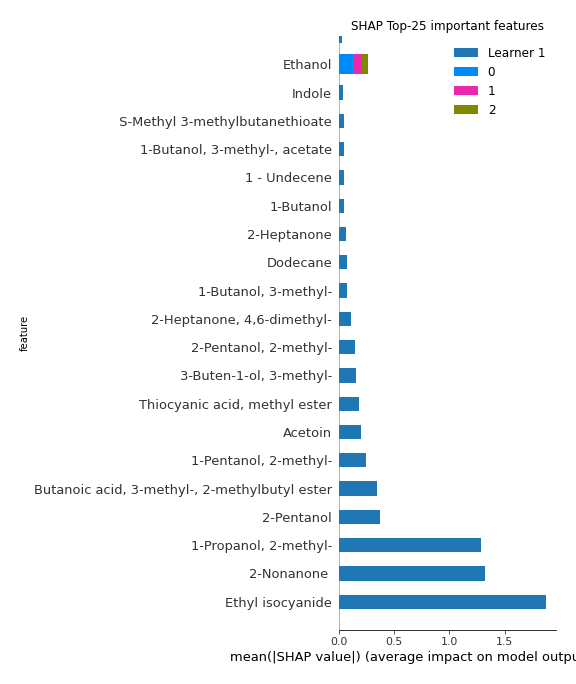 SHAP Top-25 important features
Learner 1
0
1
2
Ethanol
Indole
S-Methyl 3-methylbutanethioate
1-Butanol, 3-methyl-, acetate
1 - Undecene
1-Butanol
2-Heptanone
Dodecane
1-Butanol, 3-methyl-
2-Heptanone, 4,6-dimethyl-
2-Pentanol, 2-methyl-
3-Buten-1-ol, 3-methyl-
Thiocyanic acid, methyl ester
Acetoin
1-Pentanol, 2-methyl-
Butanoic acid, 3-methyl-, 2-methylbutyl ester
2-Pentanol
1-Propanol, 2-methyl-
2-Nonanone
Ethyl isocyanide
feature
0.0 0.5 1.0 1.5
mean(|SHAP value|) (average impact on model outpu